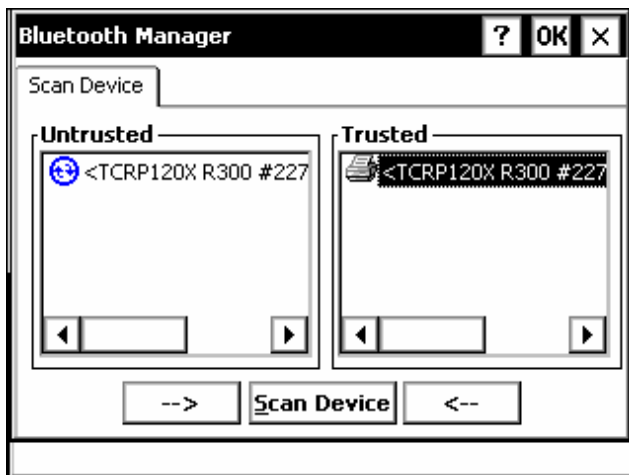 Bluetooth Manager ? OK ×
Scan Device
Untrusted Trusted
<TCRP120X R300 #227 <TCRP120X R300 #227
--> Scan Device <--